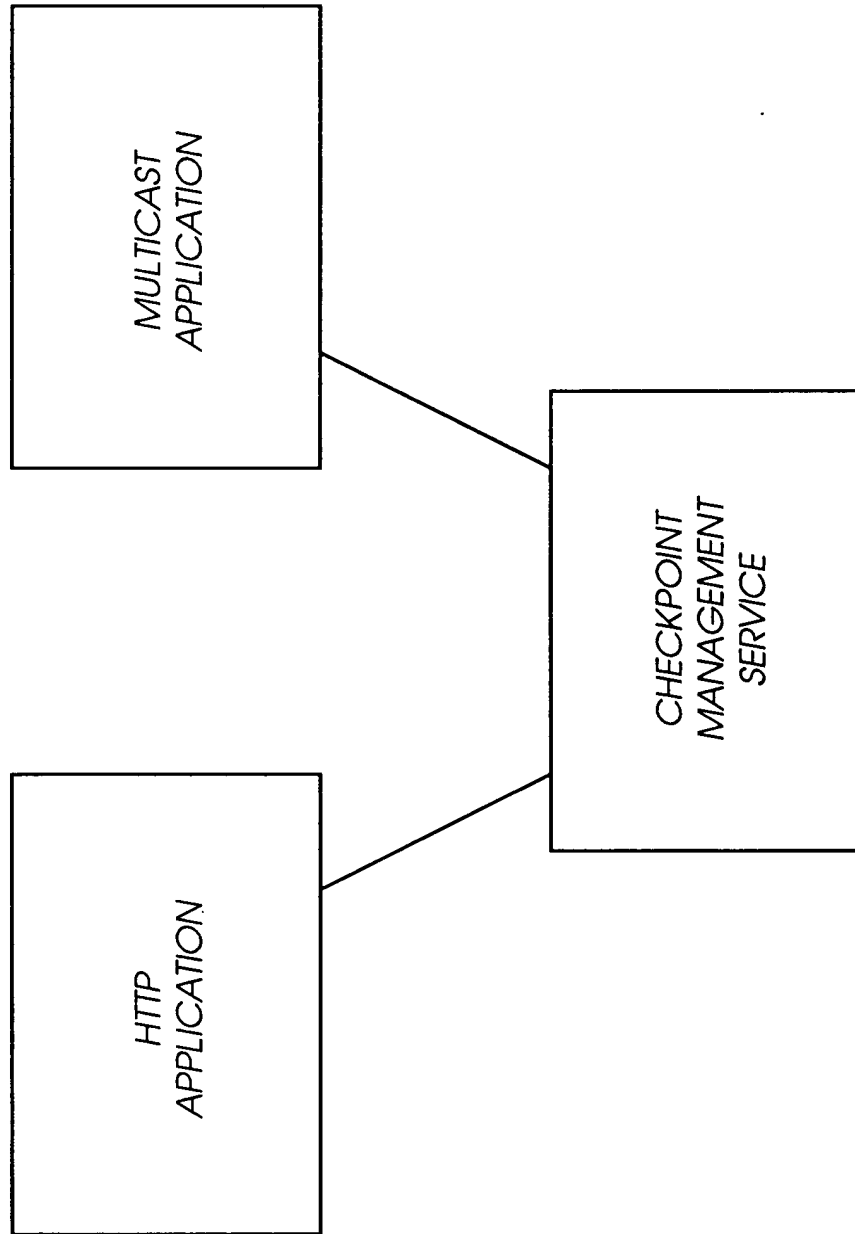 HTTP
APPLICATION
MULTICAST
APPLICATION
CHECKPOINT
MANAGEMENT
SERVICE